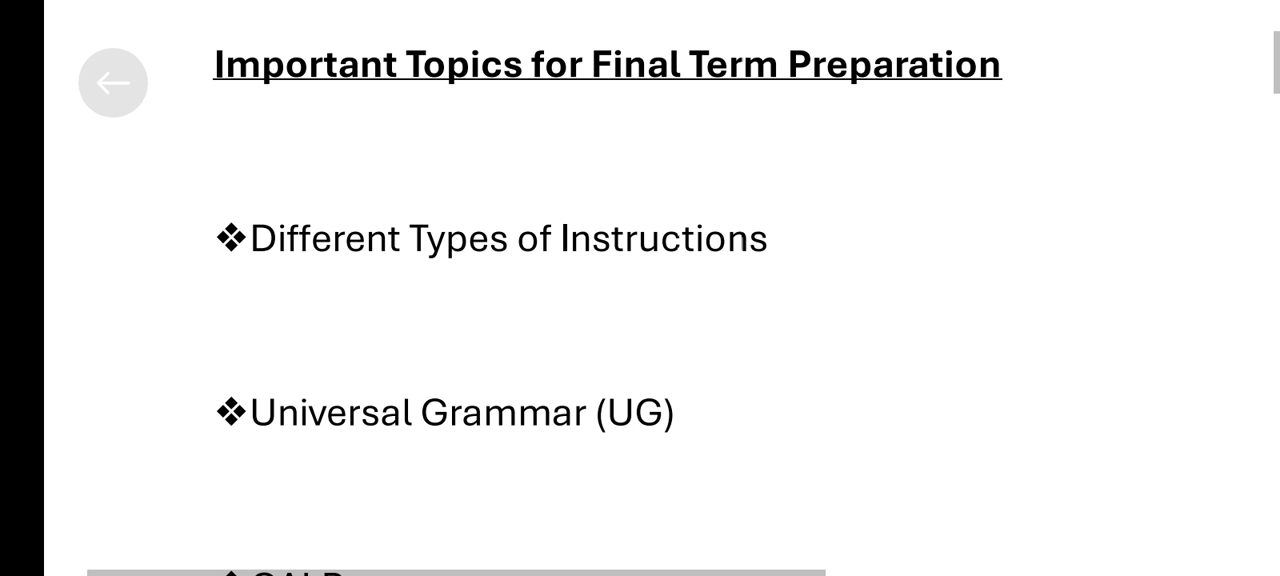 Important Topics for Final Term Preparation
❖Different Types of Instructions
❖Universal Grammar (UG)